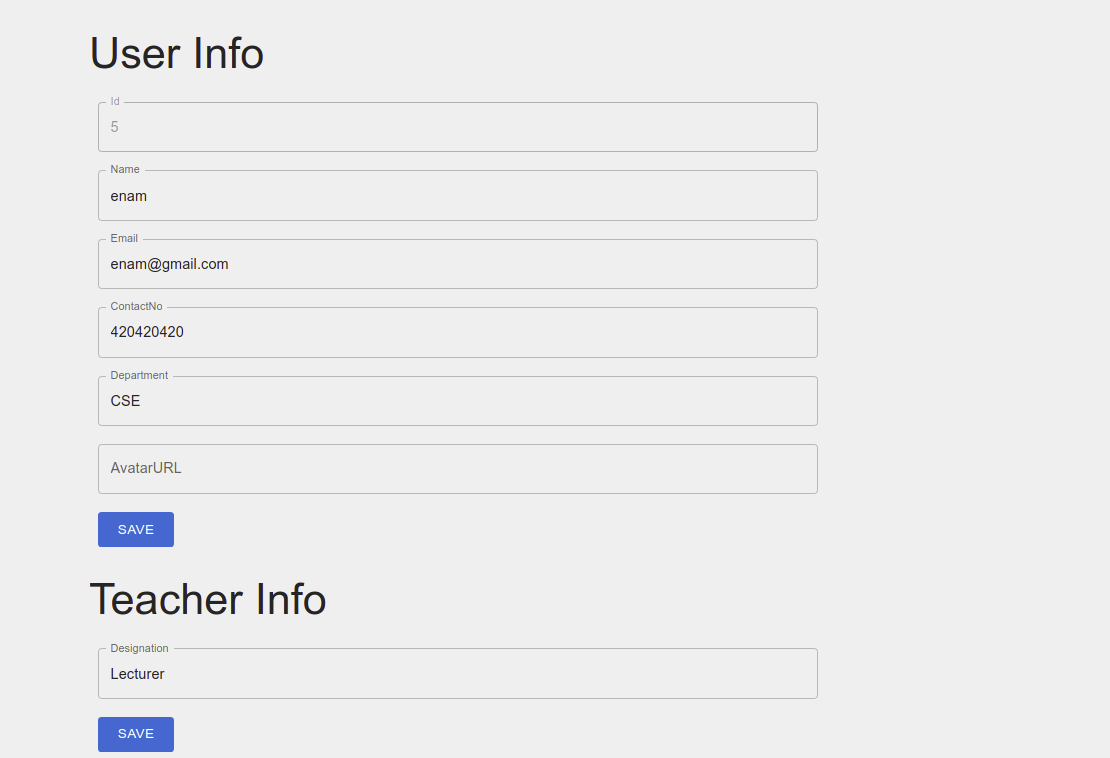 User Info
Id
5
Name
enam
Email
enam@gmail.com
ContactNo
420420420
Department
CSE
AvatarURL
SAVE
Teacher Info
Designation
Lecturer
SAVE